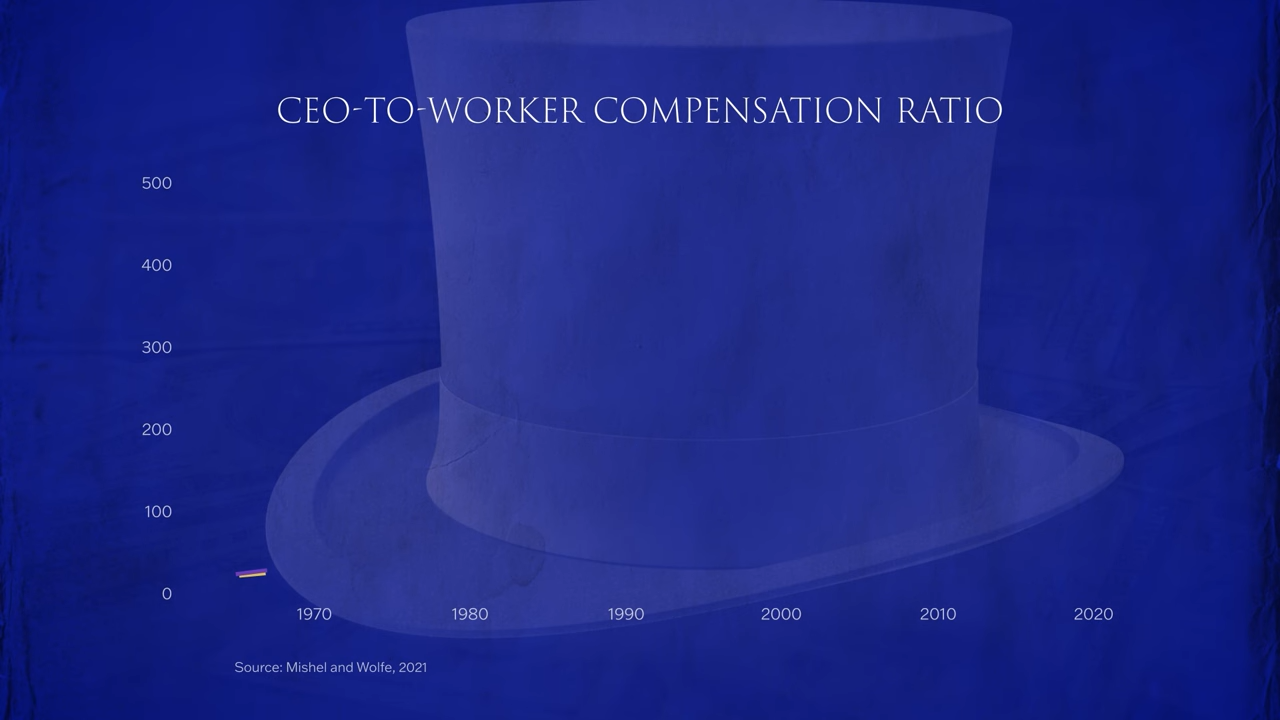 CEO-TO-WORKER COMPENSATION RATIO
500
400
300
200
100
0
1970 1980 1990 2000 2010 2020
Source: Mishel and Wolfe, 2021